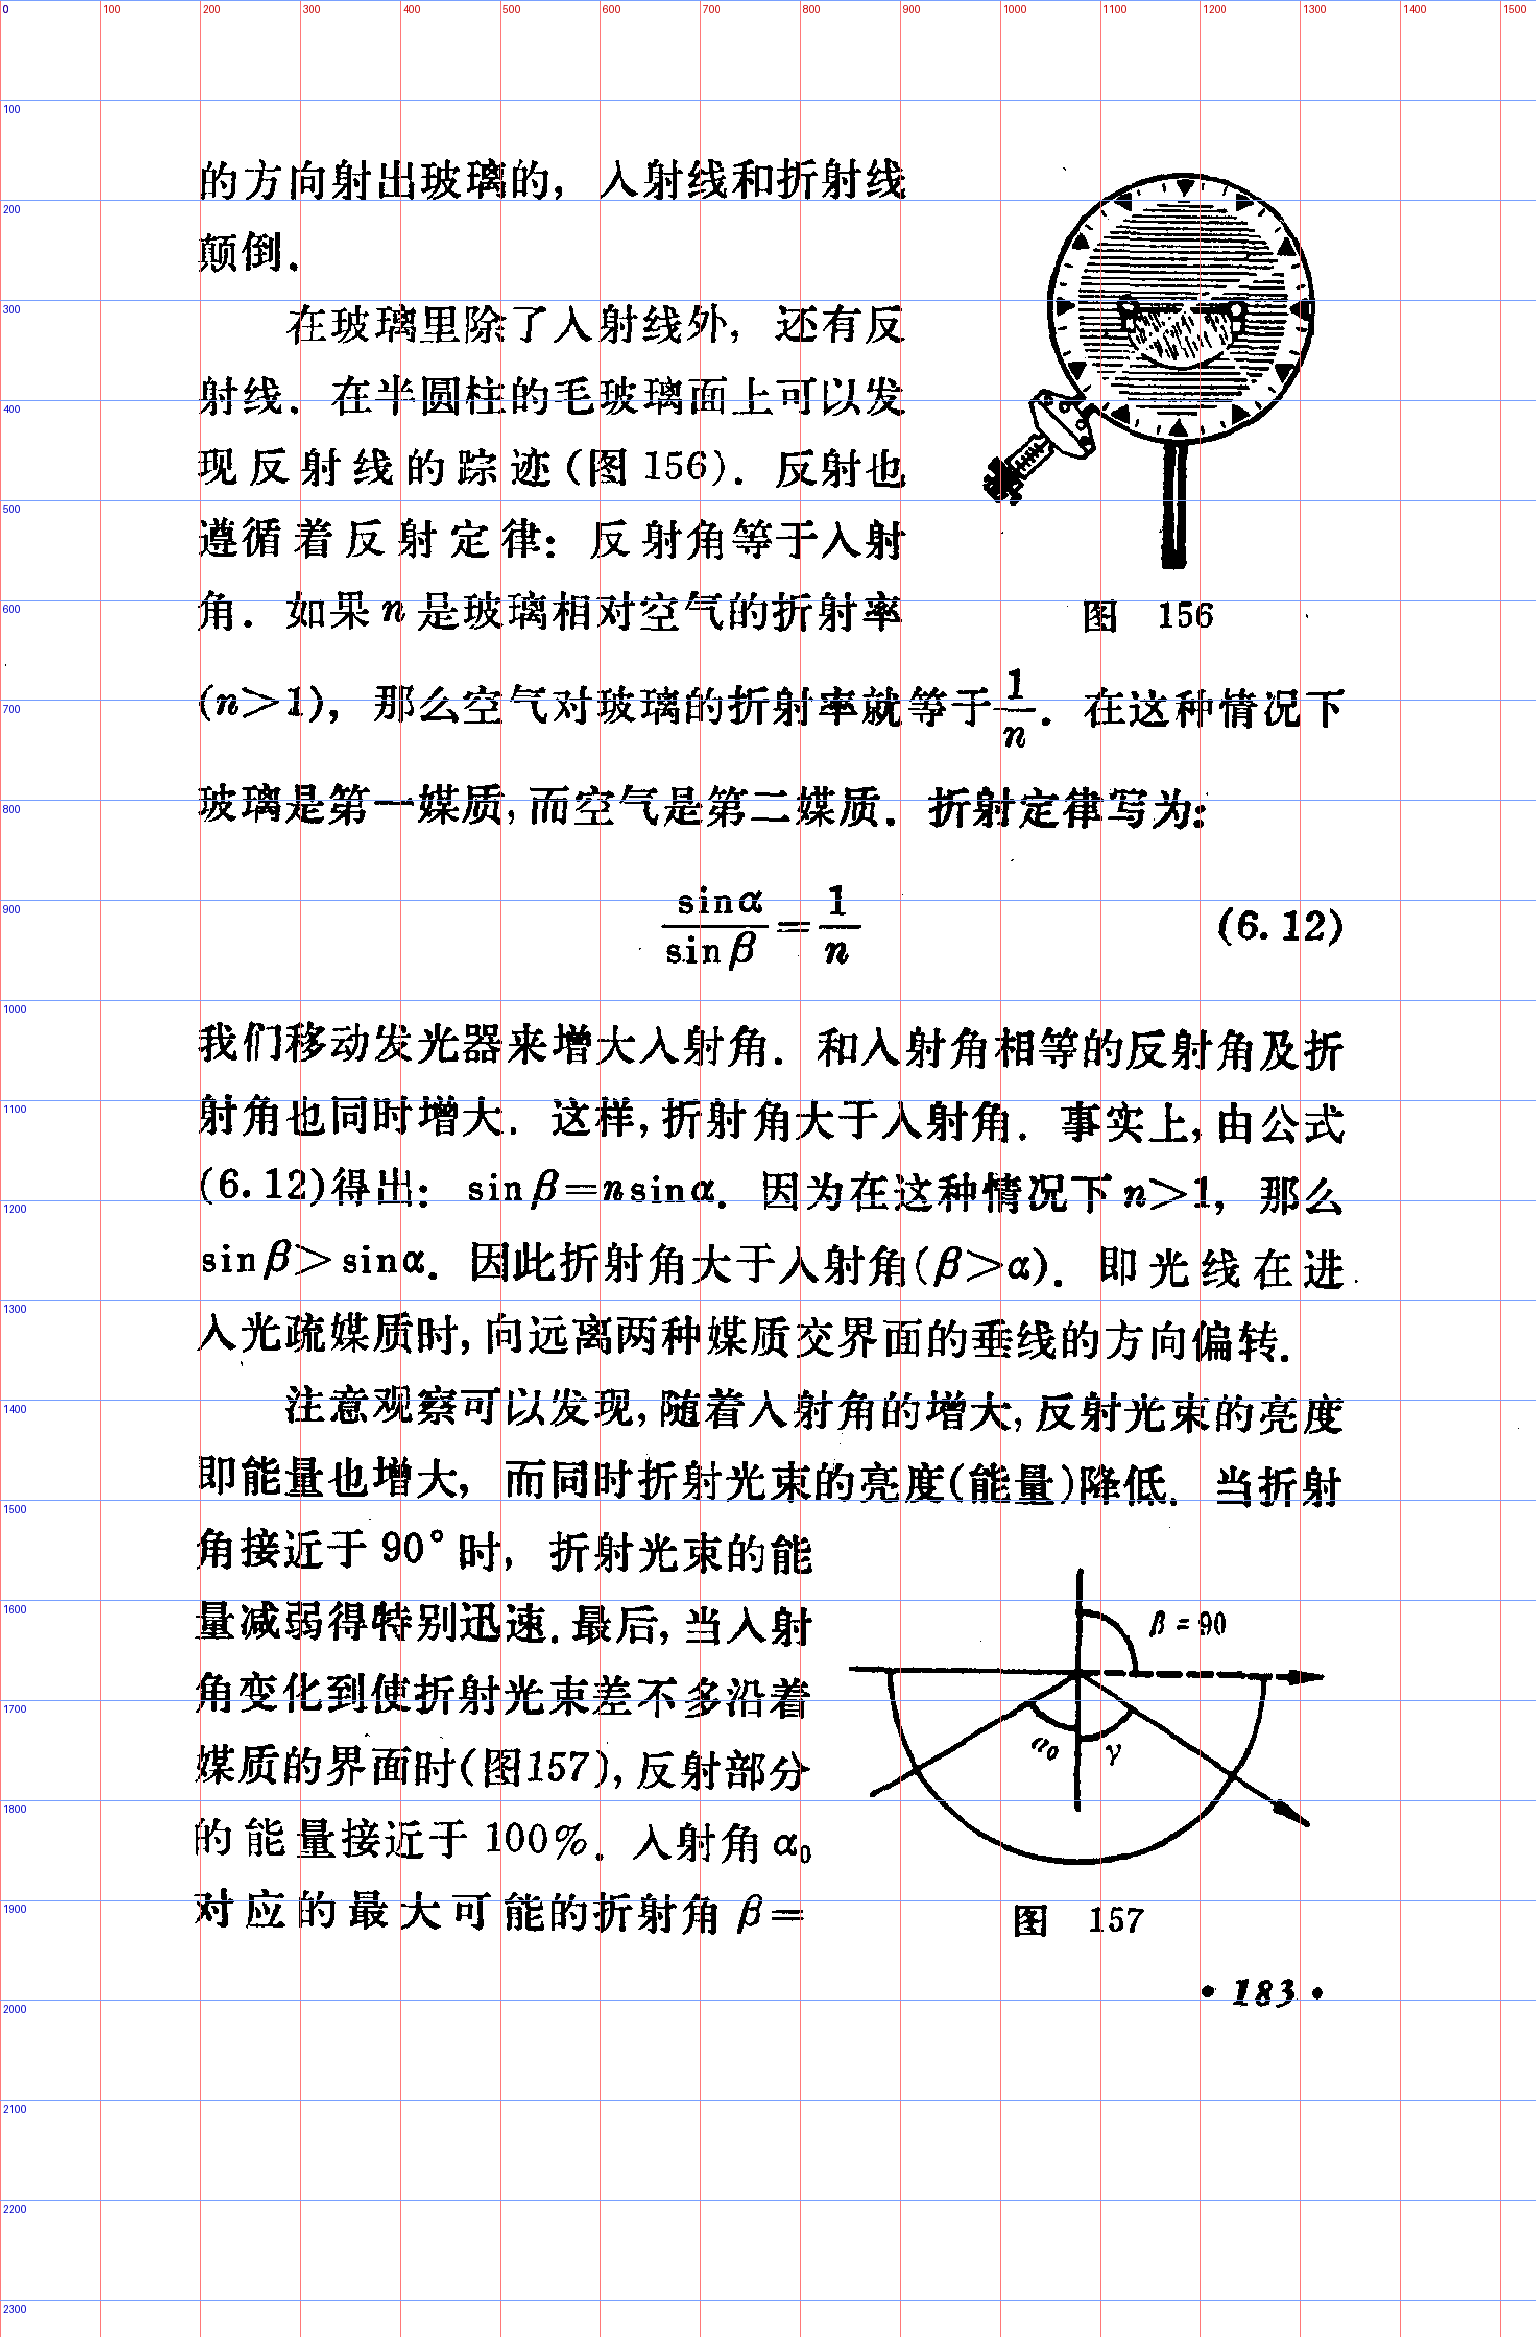 的方向射出玻璃的，入射线和折射线
颠倒．
在玻璃里除了入射线外，还有反
射线．在半圆柱的毛玻璃面上可以发
现反射线的踪迹(图156)．反射也
遵循着反射定律：反射角等于入射
角．如果n是玻璃相对空气的折射率
图 156
(n>1)，那么空气对玻璃的折射率就等于1/n．在这种情况下
玻璃是第一媒质，而空气是第二媒质．折射定律写为：
sinα/sinβ=1/n (6.12)
我们移动发光器来增大入射角．和入射角相等的反射角及折
射角也同时增大．这样，折射角大于入射角．事实上，由公式
(6.12)得出：sinβ=nsinα．因为在这种情况下n>1，那么
sinβ>sinα．因此折射角大于入射角(β>α)．即光线在进
入光疏媒质时，向远离两种媒质交界面的垂线的方向偏转．
注意观察可以发现，随着入射角的增大，反射光束的亮度
即能量也增大，而同时折射光束的亮度(能量)降低．当折射
角接近于90°时，折射光束的能
量减弱得特别迅速．最后，当入射
角变化到使折射光束差不多沿着
媒质的界面时(图157)，反射部分
的能量接近于100%．入射角α₀
对应的最大可能的折射角β=
β=90
α₀ γ
图 157
• 183 •